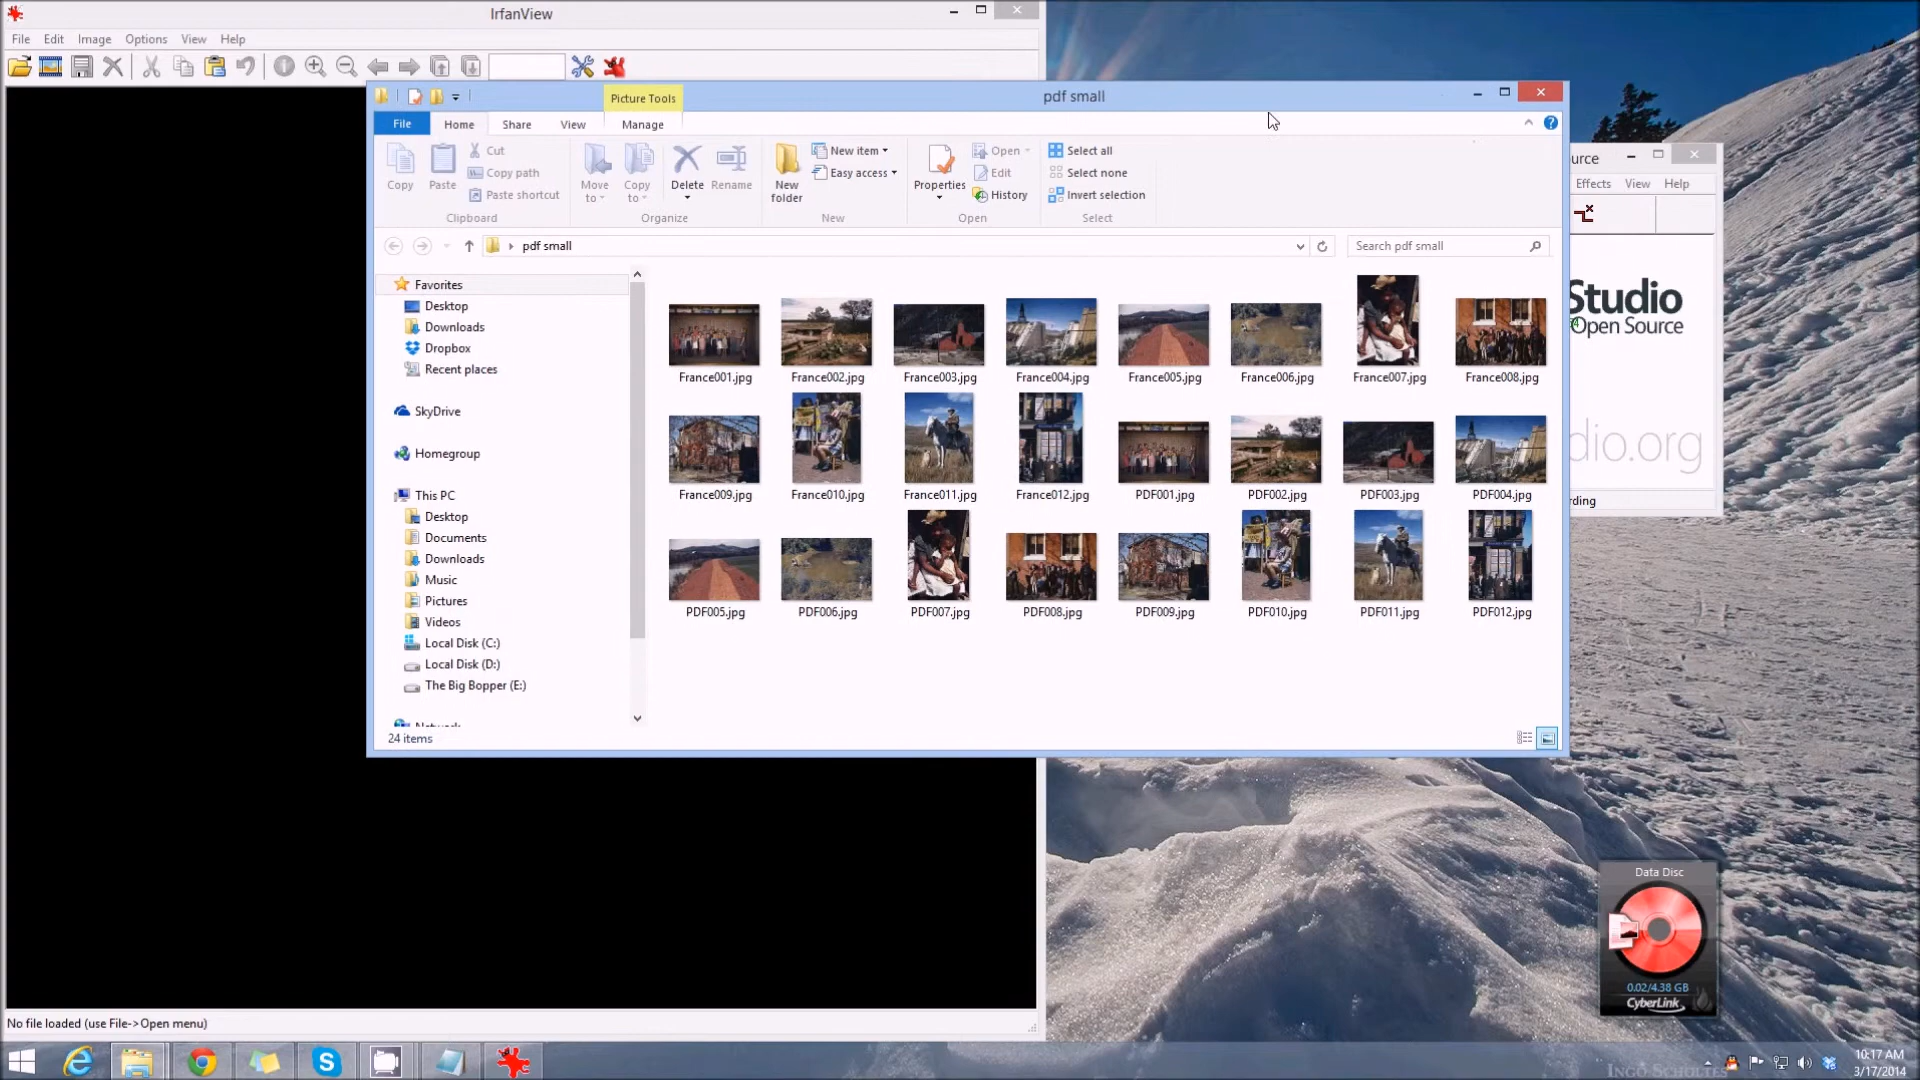 IrfanView
File Edit Image Options View Help
Picture Tools
pdf small
File Home Share View Manage
Copy
Paste
Cut
Copy path
Paste shortcut
Clipboard
Move to
Copy to
Delete
Rename
Organize
New folder
New item
Easy access
New
Properties
Open
Edit
History
Open
Select all
Select none
Invert selection
Select
pdf small
Search pdf small
Favorites
Desktop
Downloads
Dropbox
Recent places
SkyDrive
Homegroup
This PC
Desktop
Documents
Downloads
Music
Pictures
Videos
Local Disk (C:)
Local Disk (D:)
The Big Bopper (E:)
Network
24 items
France001.jpg France002.jpg France003.jpg France004.jpg France005.jpg France006.jpg France007.jpg France008.jpg
France009.jpg France010.jpg France011.jpg France012.jpg PDF001.jpg PDF002.jpg PDF003.jpg PDF004.jpg
PDF005.jpg PDF006.jpg PDF007.jpg PDF008.jpg PDF009.jpg PDF010.jpg PDF011.jpg PDF012.jpg
ource
Effects View Help
Studio
Open Source
dio.org
rding
Data Disc
0.02/4.38 GB
CyberLink
No file loaded (use File->Open menu)
INGO SCHOLTES
10:17 AM
3/17/2014